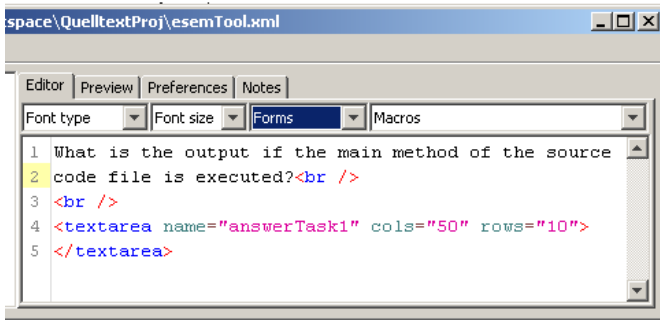 space\QuelltextProj\esemTool.xml
Editor Preview Preferences Notes
Font type Font size Forms Macros
1 What is the output if the main method of the source
2 code file is executed?<br />
3 <br />
4 <textarea name="answerTask1" cols="50" rows="10">
5 </textarea>